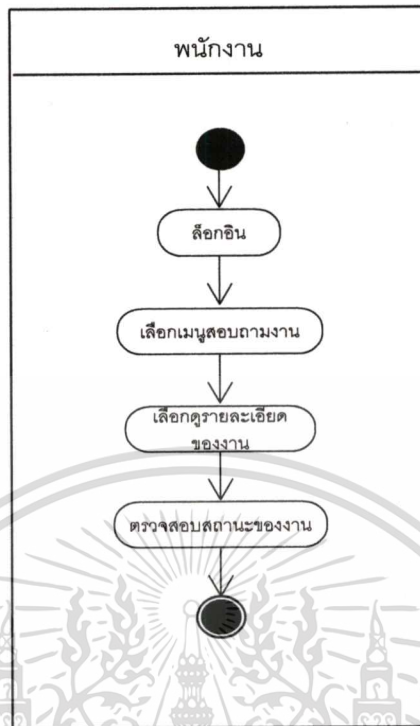 พนักงาน
ล็อกอิน
เลือกเมนูสอบถามงาน
เลือกดูรายละเอียด
ของงาน
ตรวจสอบสถานะของงาน